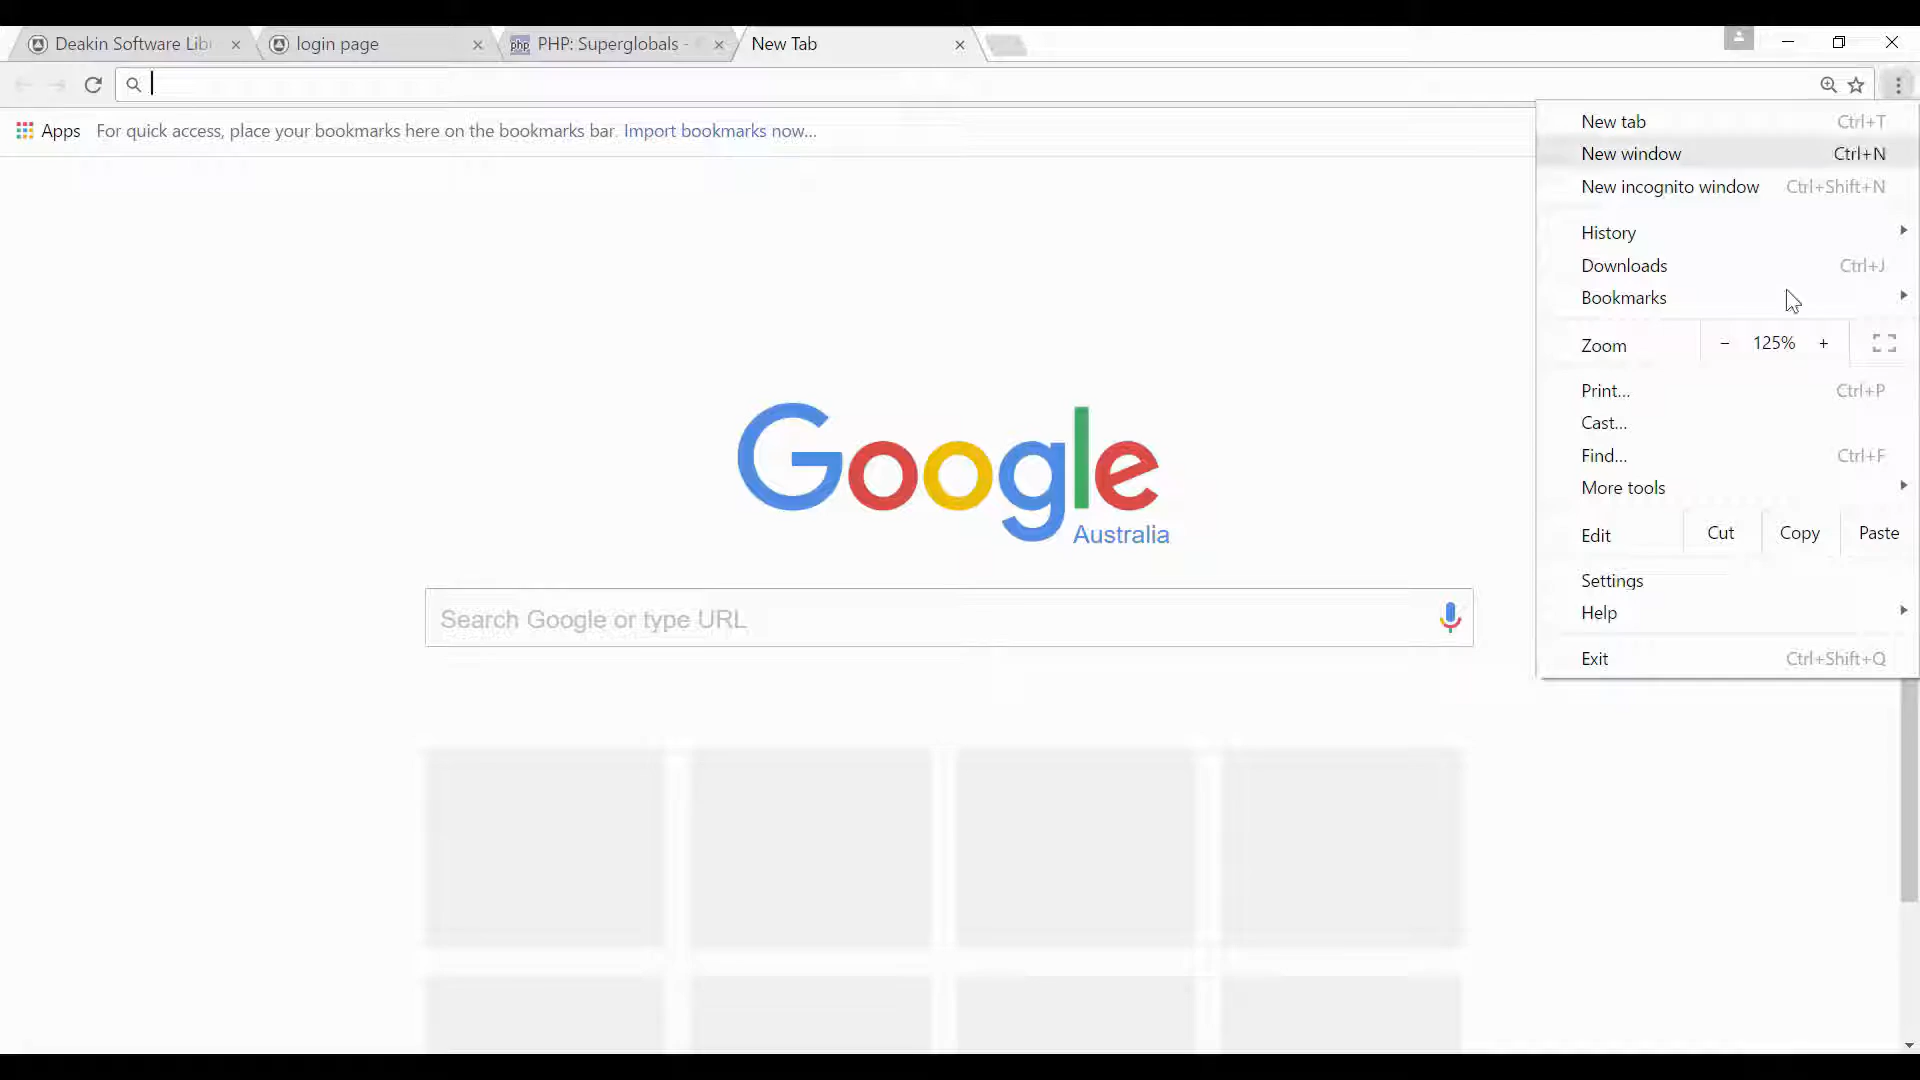 Deakin Software Lib
login page
php PHP: Superglobals -
New Tab
Apps For quick access, place your bookmarks here on the bookmarks bar. Import bookmarks now...
New tab Ctrl+T
New window Ctrl+N
New incognito window Ctrl+Shift+N
History
Downloads Ctrl+J
Bookmarks
Zoom − 125% +
Print... Ctrl+P
Cast...
Find... Ctrl+F
More tools
Edit Cut Copy Paste
Settings
Help
Exit Ctrl+Shift+Q
Google
Australia
Search Google or type URL